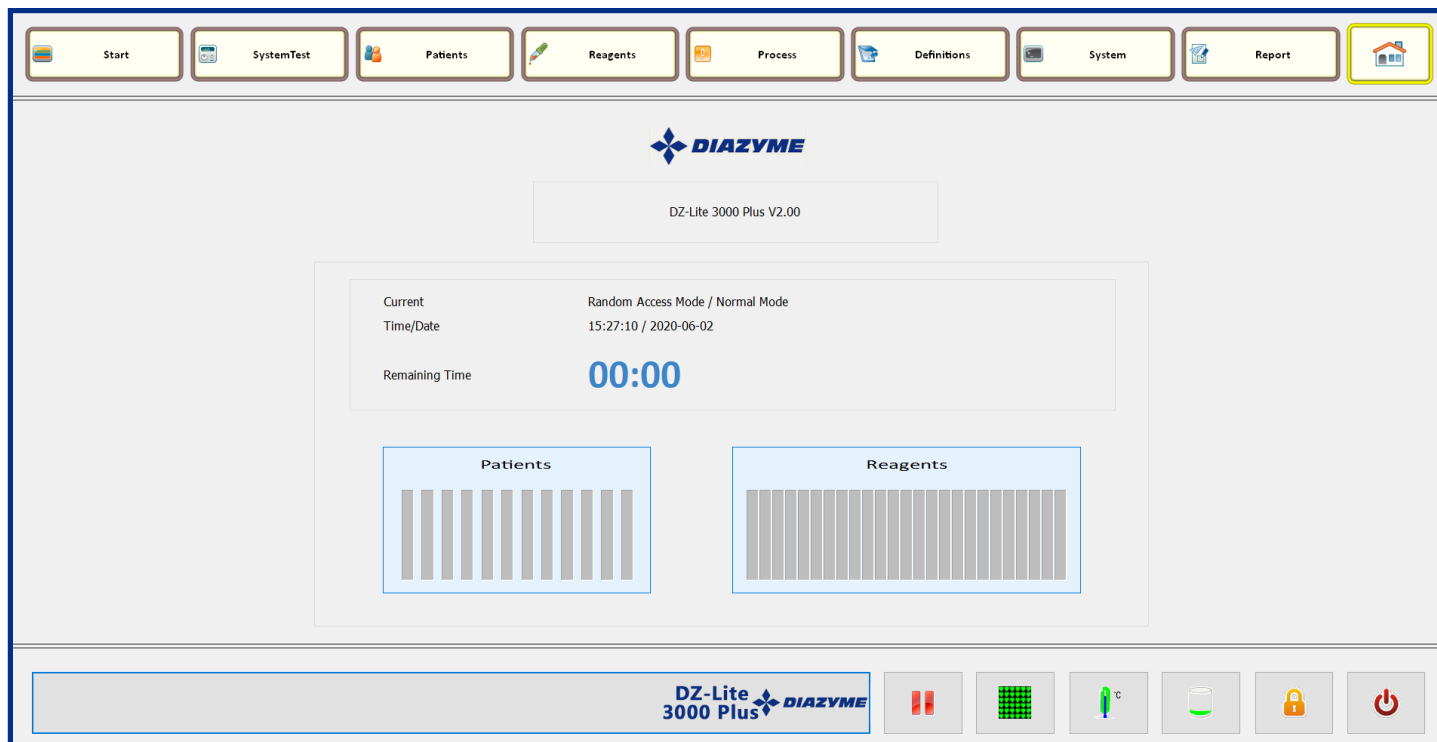 Start
SystemTest
Patients
Reagents
Process
Definitions
System
Report
DIAZYME
DZ-Lite 3000 Plus V2.00
Current
Random Access Mode / Normal Mode
Time/Date
15:27:10 / 2020-06-02
Remaining Time
00:00
Patients
Reagents
DZ-Lite
3000 Plus
DIAZYME
°C